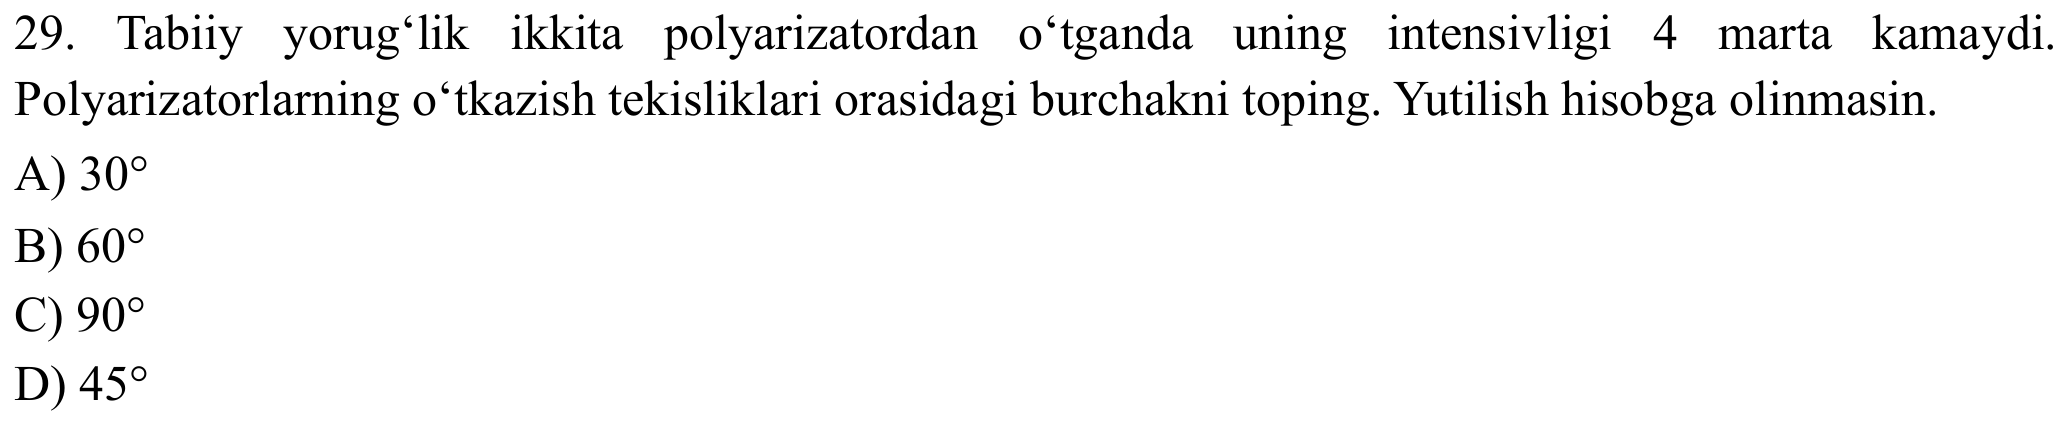 29. Tabiiy yorug‘lik ikkita polyarizatordan o‘tganda uning intensivligi 4 marta kamaydi.
Polyarizatorlarning o‘tkazish tekisliklari orasidagi burchakni toping. Yutilish hisobga olinmasin.
A) 30°
B) 60°
C) 90°
D) 45°